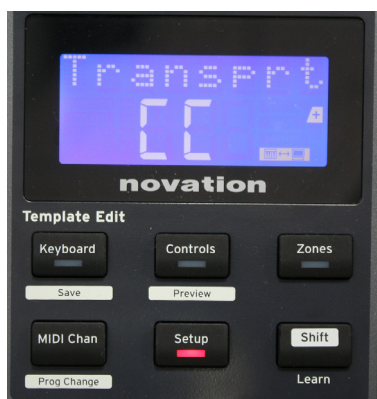 Transprt
CC
novation
Template Edit
Keyboard Controls Zones
Save Preview
MIDI Chan Setup Shift
Prog Change Learn